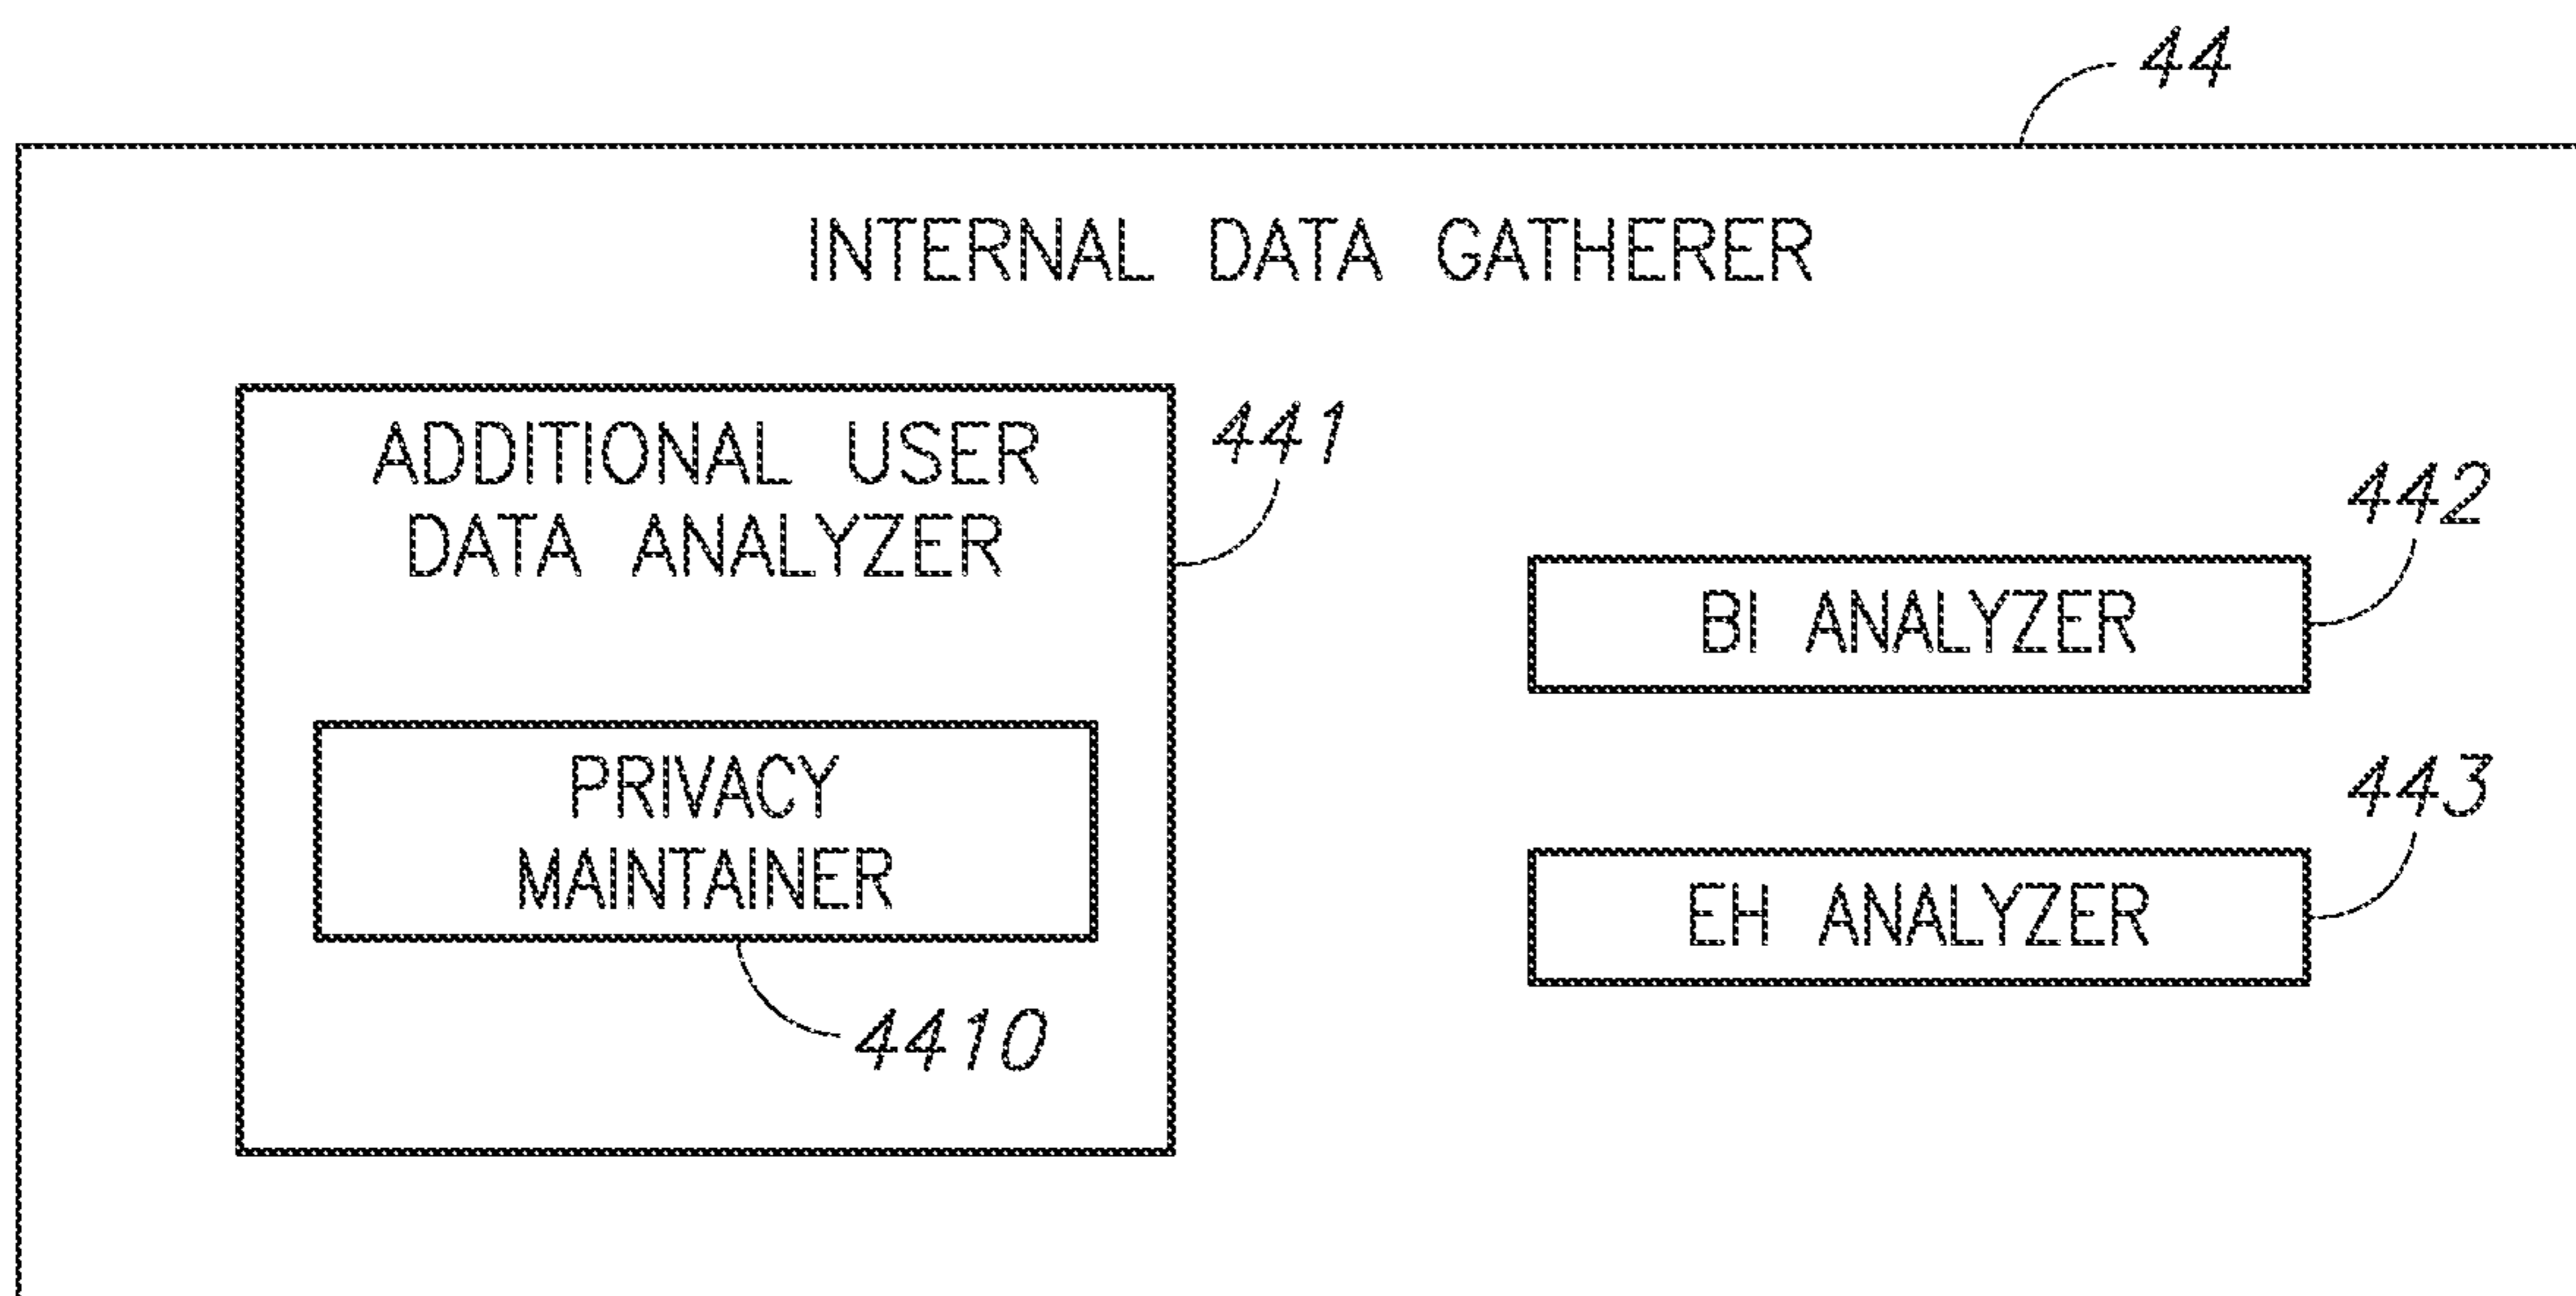 44
INTERNAL DATA GATHERER
ADDITIONAL USER
DATA ANALYZER
441
PRIVACY
MAINTAINER
4410
442
BI ANALYZER
443
EH ANALYZER